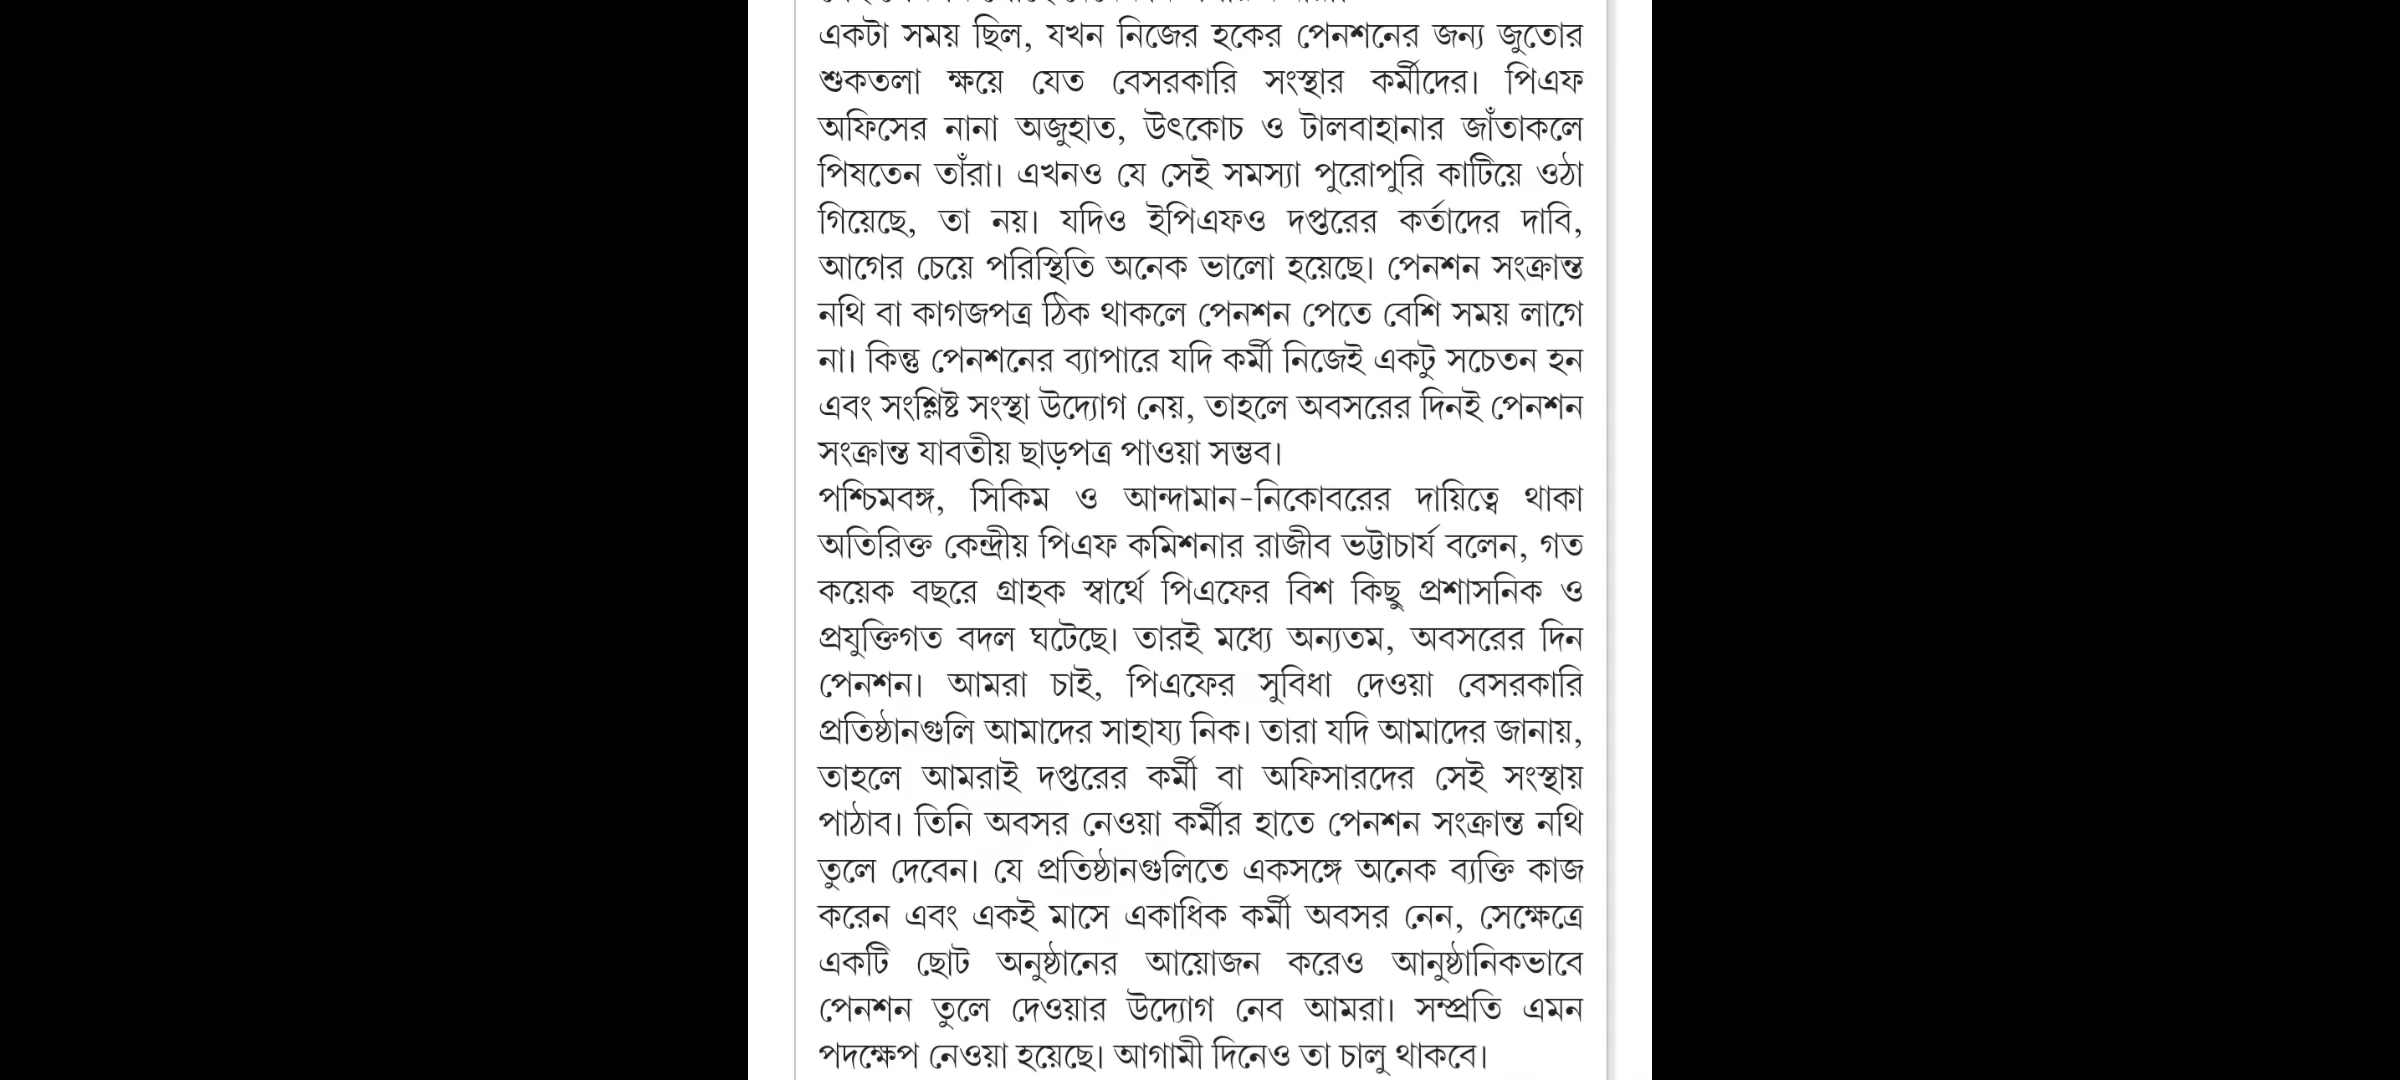 একটা সময় ছিল, যখন নিজের হকের পেনশনের জন্য জুতোর
শুকতলা ক্ষয়ে যেত বেসরকারি সংস্থার কর্মীদের। পিএফ
অফিসের নানা অজুহাত, উৎকোচ ও টালবাহানার জাঁতাকলে
পিষতেন তাঁরা। এখনও যে সেই সমস্যা পুরোপুরি কাটিয়ে ওঠা
গিয়েছে, তা নয়। যদিও ইপিএফও দপ্তরের কর্তাদের দাবি,
আগের চেয়ে পরিস্থিতি অনেক ভালো হয়েছে। পেনশন সংক্রান্ত
নথি বা কাগজপত্র ঠিক থাকলে পেনশন পেতে বেশি সময় লাগে
না। কিন্তু পেনশনের ব্যাপারে যদি কর্মী নিজেই একটু সচেতন হন
এবং সংশ্লিষ্ট সংস্থা উদ্যোগ নেয়, তাহলে অবসরের দিনই পেনশন
সংক্রান্ত যাবতীয় ছাড়পত্র পাওয়া সম্ভব।
পশ্চিমবঙ্গ, সিকিম ও আন্দামান-নিকোবরের দায়িত্বে থাকা
অতিরিক্ত কেন্দ্রীয় পিএফ কমিশনার রাজীব ভট্টাচার্য বলেন, গত
কয়েক বছরে গ্রাহক স্বার্থে পিএফের বিশ কিছু প্রশাসনিক ও
প্রযুক্তিগত বদল ঘটেছে। তারই মধ্যে অন্যতম, অবসরের দিন
পেনশন। আমরা চাই, পিএফের সুবিধা দেওয়া বেসরকারি
প্রতিষ্ঠানগুলি আমাদের সাহায্য নিক। তারা যদি আমাদের জানায়,
তাহলে আমরাই দপ্তরের কর্মী বা অফিসারদের সেই সংস্থায়
পাঠাব। তিনি অবসর নেওয়া কর্মীর হাতে পেনশন সংক্রান্ত নথি
তুলে দেবেন। যে প্রতিষ্ঠানগুলিতে একসঙ্গে অনেক ব্যক্তি কাজ
করেন এবং একই মাসে একাধিক কর্মী অবসর নেন, সেক্ষেত্রে
একটি ছোট অনুষ্ঠানের আয়োজন করেও আনুষ্ঠানিকভাবে
পেনশন তুলে দেওয়ার উদ্যোগ নেব আমরা। সম্প্রতি এমন
পদক্ষেপ নেওয়া হয়েছে। আগামী দিনেও তা চালু থাকবে।